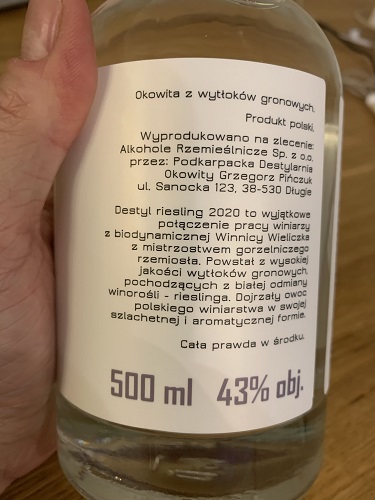 Okowita z wytłoków gronowych.
Produkt polski.
Wyprodukowano na zlecenie:
Alkohole Rzemieślnicze Sp. z o.o.
przez: Podkarpacka Destylarnia
Okowity Grzegorz Pińczuk
ul. Sanocka 123, 38-530 Długie
Destyl riesling 2020 to wyjątkowe
połączenie pracy winiarzy
z biodynamicznej Winnicy Wieliczka
z mistrzostwem gorzelniczego
rzemiosła. Powstał z wysokiej
jakości wytłoków gronowych,
pochodzących z białej odmiany
winorośli - rieslinga. Dojrzały owoc
polskiego winiarstwa w swojej
szlachetnej i aromatycznej formie.
Cała prawda w środku.
500 ml 43% obj.